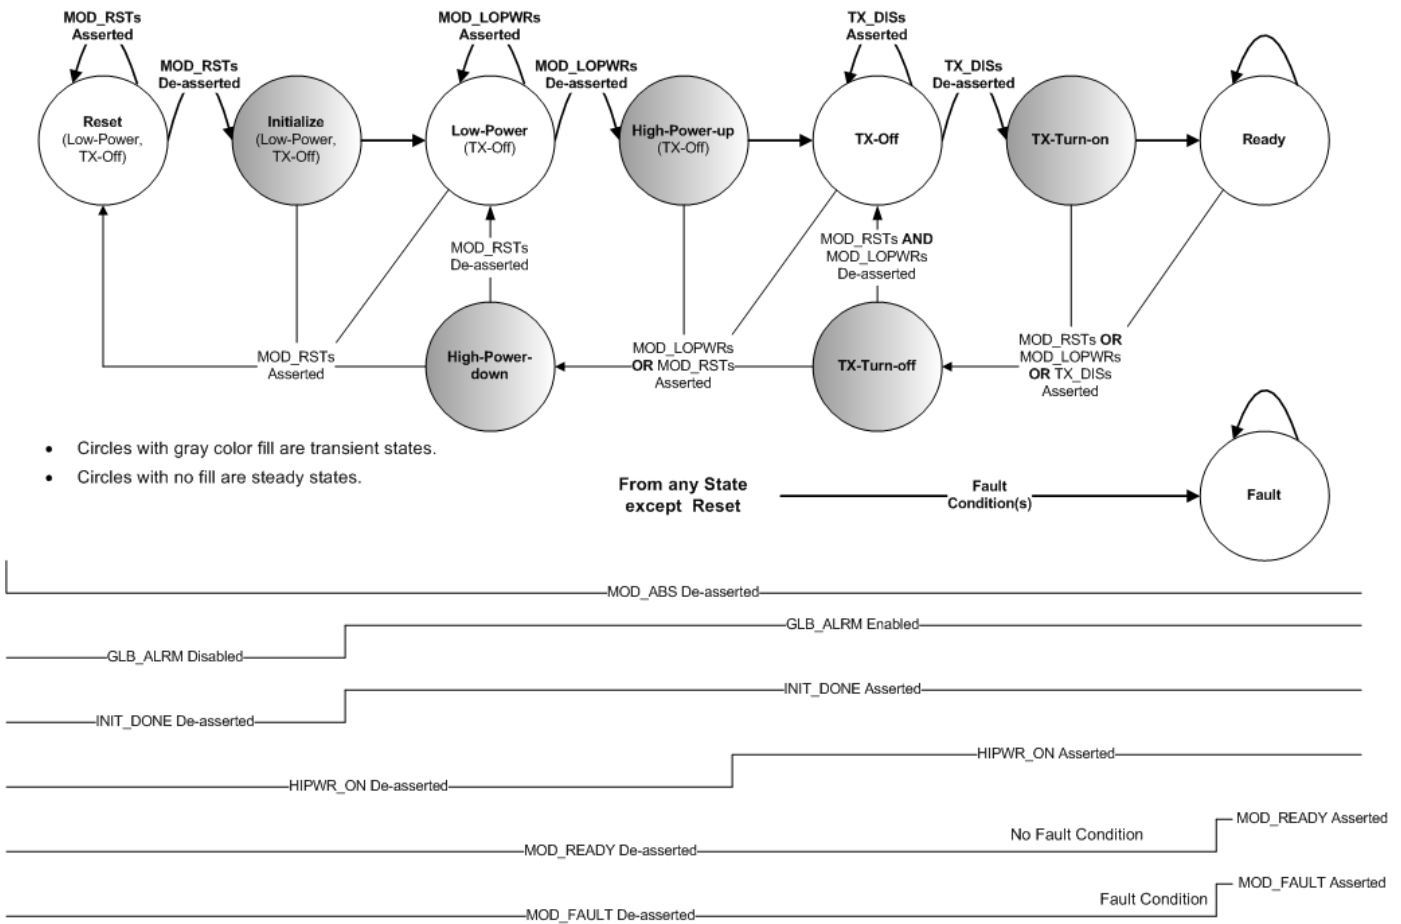 MOD_RSTs
Asserted
MOD_RSTs
De-asserted
MOD_LOPWRs
Asserted
MOD_LOPWRs
De-asserted
TX_DISs
Asserted
TX_DISs
De-asserted
Reset
(Low-Power,
TX-Off)
Initialize
(Low-Power,
TX-Off)
Low-Power
(TX-Off)
High-Power-up
(TX-Off)
TX-Off
TX-Turn-on
Ready
MOD_RSTs
De-asserted
MOD_RSTs AND
MOD_LOPWRs
De-asserted
MOD_RSTs
Asserted
High-Power-
down
MOD_LOPWRs
OR MOD_RSTs
Asserted
TX-Turn-off
MOD_RSTs OR
MOD_LOPWRs
OR TX_DISs
Asserted
• Circles with gray color fill are transient states.
• Circles with no fill are steady states.
From any State
except Reset
Fault
Condition(s)
Fault
MOD_ABS De-asserted
GLB_ALRM Enabled
GLB_ALRM Disabled
INIT_DONE Asserted
INIT_DONE De-asserted
HIPWR_ON Asserted
HIPWR_ON De-asserted
MOD_READY Asserted
No Fault Condition
MOD_READY De-asserted
MOD_FAULT Asserted
Fault Condition
MOD_FAULT De-asserted